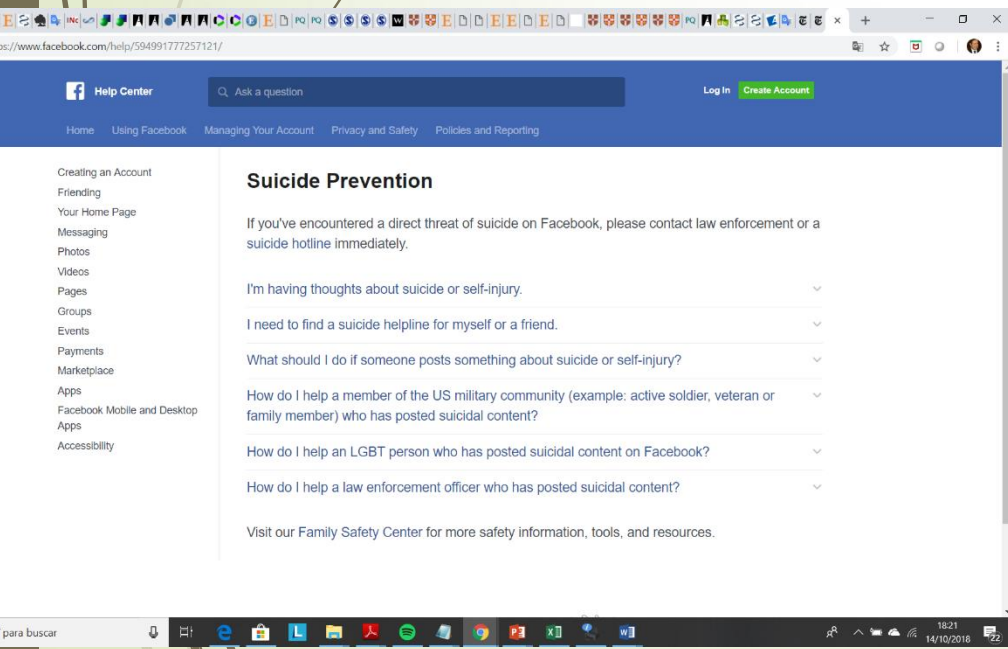 ps://www.facebook.com/help/594991777257121/
Help Center
Ask a question
Log In
Create Account
Home Using Facebook Managing Your Account Privacy and Safety Policies and Reporting
Creating an Account
Friending
Your Home Page
Messaging
Photos
Videos
Pages
Groups
Events
Payments
Marketplace
Apps
Facebook Mobile and Desktop
Apps
Accessibility
Suicide Prevention
If you've encountered a direct threat of suicide on Facebook, please contact law enforcement or a
suicide hotline immediately.
I'm having thoughts about suicide or self-injury.
I need to find a suicide helpline for myself or a friend.
What should I do if someone posts something about suicide or self-injury?
How do I help a member of the US military community (example: active soldier, veteran or
family member) who has posted suicidal content?
How do I help an LGBT person who has posted suicidal content on Facebook?
How do I help a law enforcement officer who has posted suicidal content?
Visit our Family Safety Center for more safety information, tools, and resources.
para buscar
18:21
14/10/2018
22